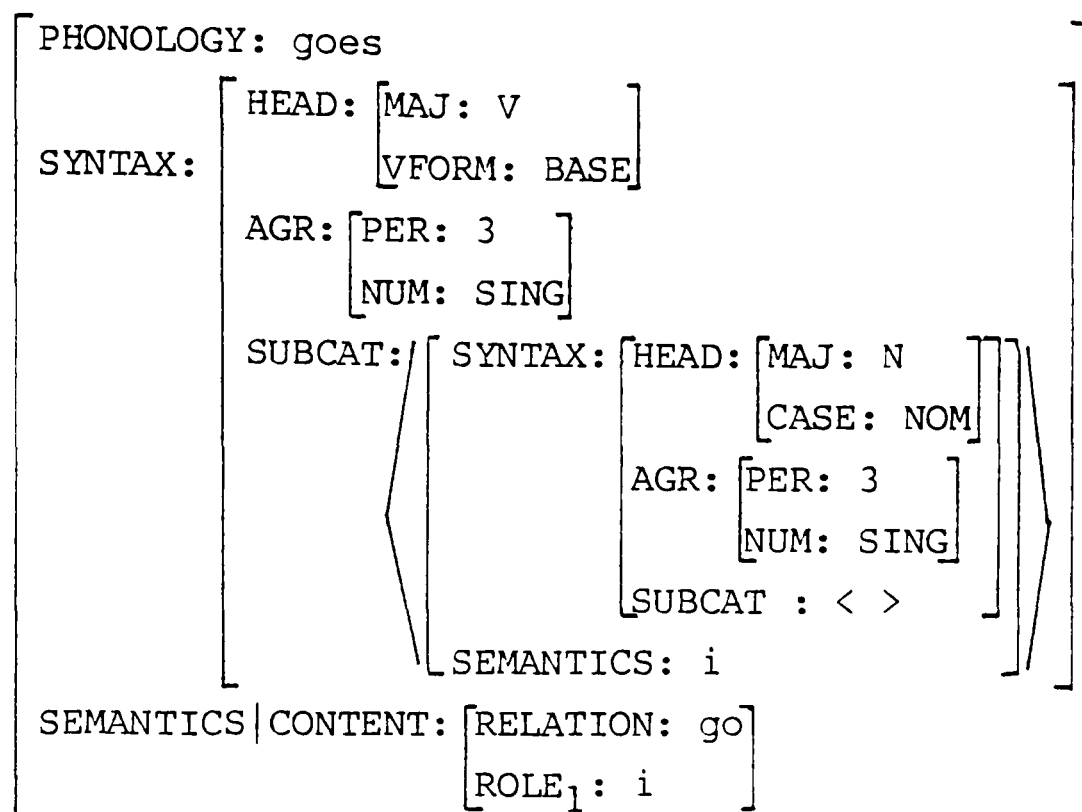 PHONOLOGY: goes
HEAD: [MAJ: V
SYNTAX: VFORM: BASE]
AGR: [PER: 3
NUM: SING]
SUBCAT: < [SYNTAX: [HEAD: [MAJ: N
CASE: NOM]
AGR: [PER: 3
NUM: SING]
SUBCAT : < >]
SEMANTICS: i] >
SEMANTICS|CONTENT: [RELATION: go
ROLE₁: i]